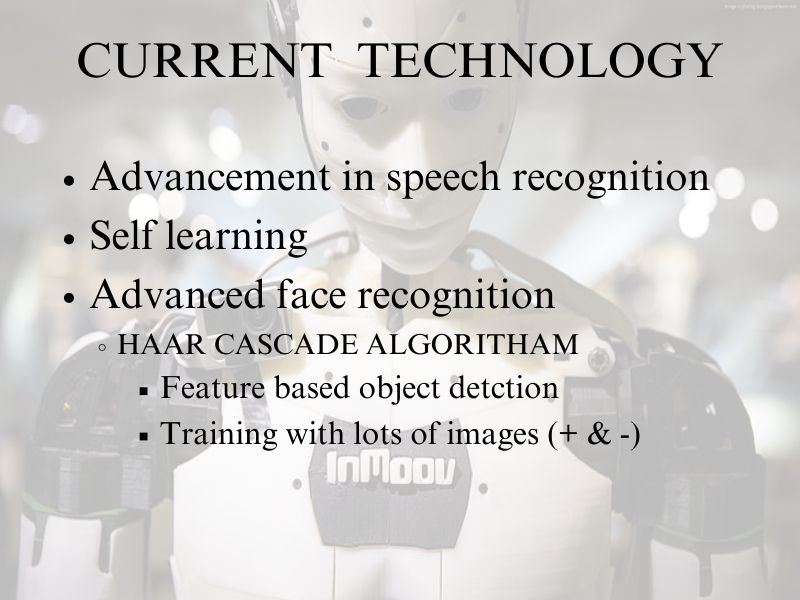 CURRENT TECHNOLOGY
• Advancement in speech recognition
• Self learning
• Advanced face recognition
◦ HAAR CASCADE ALGORITHAM
▪ Feature based object detction
▪ Training with lots of images (+ & -)
InMoov